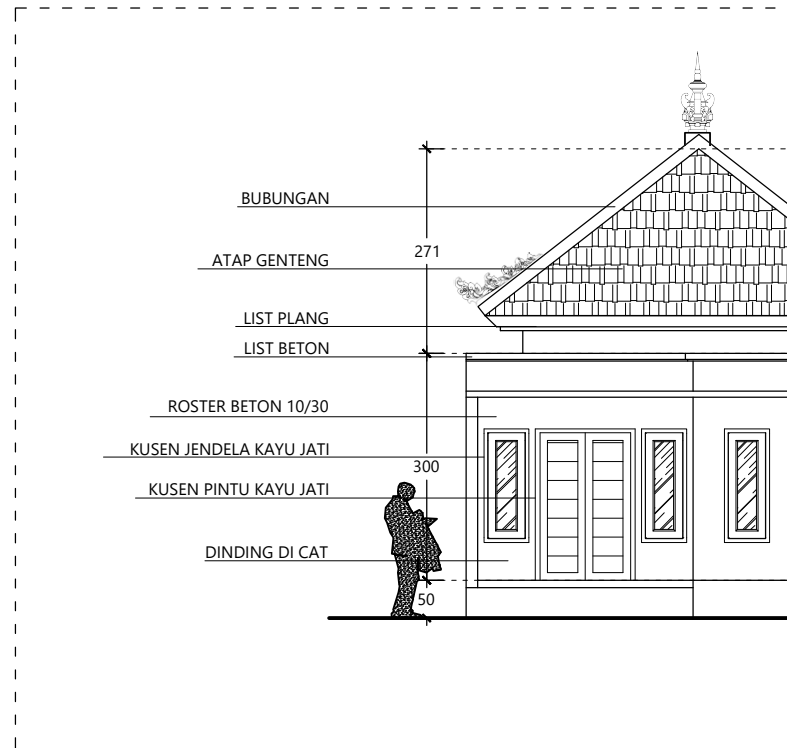 BUBUNGAN
271
ATAP GENTENG
LIST PLANG
LIST BETON
ROSTER BETON 10/30
KUSEN JENDELA KAYU JATI
300
KUSEN PINTU KAYU JATI
DINDING DI CAT
50